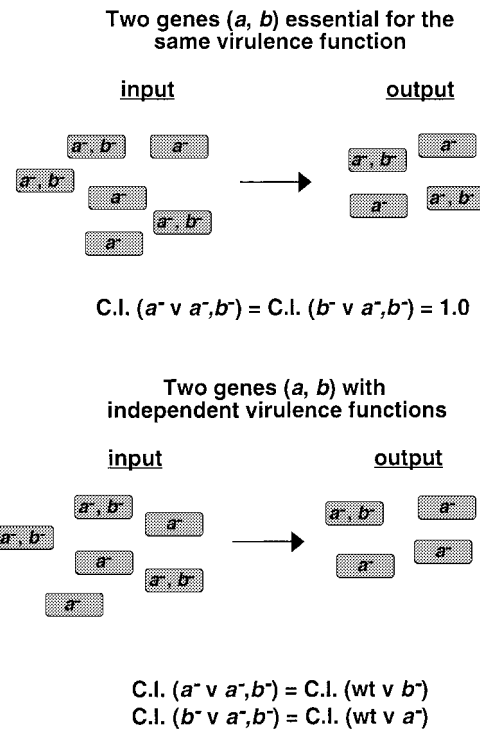 Two genes (a, b) essential for the
same virulence function
input output
a-, b- a- a-
a-, b-
a-, b-
a-
a- a-, b-
a-, b-
a-
C.I. (a- v a-,b-) = C.I. (b- v a-,b-) = 1.0
Two genes (a, b) with
independent virulence functions
input output
a-, b- a-, b- a-
a-
a-, b-
a-
a- a-
a-, b-
a-
C.I. (a- v a-,b-) = C.I. (wt v b-)
C.I. (b- v a-,b-) = C.I. (wt v a-)